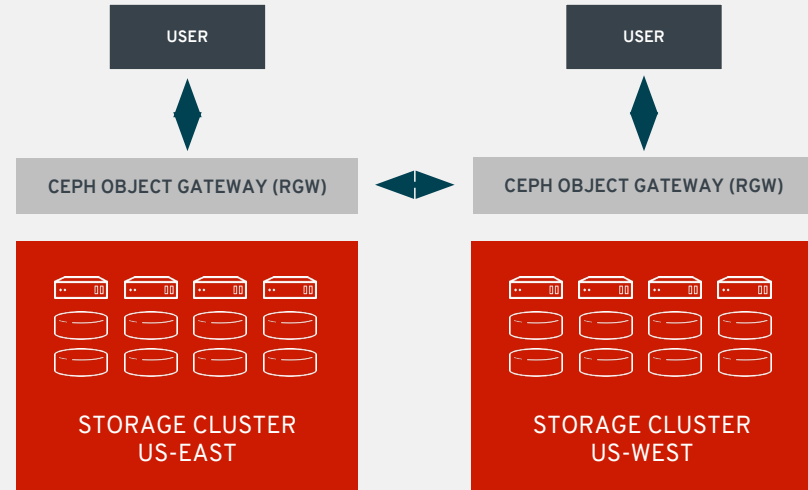 USER
USER
CEPH OBJECT GATEWAY (RGW)
CEPH OBJECT GATEWAY (RGW)
STORAGE CLUSTER
US-EAST
STORAGE CLUSTER
US-WEST